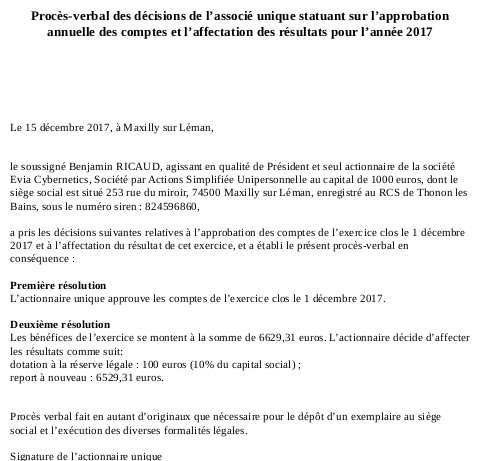 Procès-verbal des décisions de l’associé unique statuant sur l’approbation
annuelle des comptes et l’affectation des résultats pour l’année 2017
Le 15 décembre 2017, à Maxilly sur Léman,
le soussigné Benjamin RICAUD, agissant en qualité de Président et seul actionnaire de la société
Evia Cybernetics, Société par Actions Simplifiée Unipersonnelle au capital de 1000 euros, dont le
siège social est situé 253 rue du miroir, 74500 Maxilly sur Léman, enregistré au RCS de Thonon les
Bains, sous le numéro siren : 824596860,
a pris les décisions suivantes relatives à l’approbation des comptes de l’exercice clos le 1 décembre
2017 et à l’affectation du résultat de cet exercice, et a établi le présent procès-verbal en
conséquence :
Première résolution
L’actionnaire unique approuve les comptes de l’exercice clos le 1 décembre 2017.
Deuxième résolution
Les bénéfices de l’exercice se montent à la somme de 6629,31 euros. L’actionnaire décide d’affecter
les résultats comme suit:
dotation à la réserve légale : 100 euros (10% du capital social) ;
report à nouveau : 6529,31 euros.
Procès verbal fait en autant d’originaux que nécessaire pour le dépôt d’un exemplaire au siège
social et l’exécution des diverses formalités légales.
Signature de l’actionnaire unique